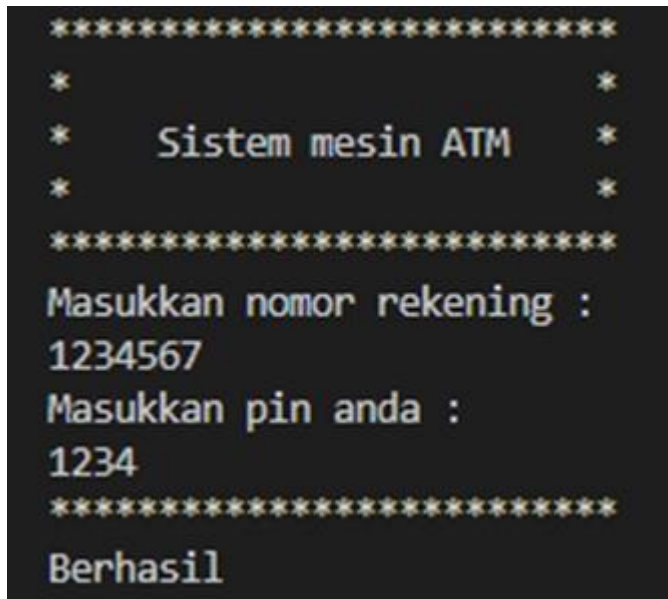 **************************
*                        *
*    Sistem mesin ATM    *
*                        *
**************************
Masukkan nomor rekening :
1234567
Masukkan pin anda :
1234
**************************
Berhasil